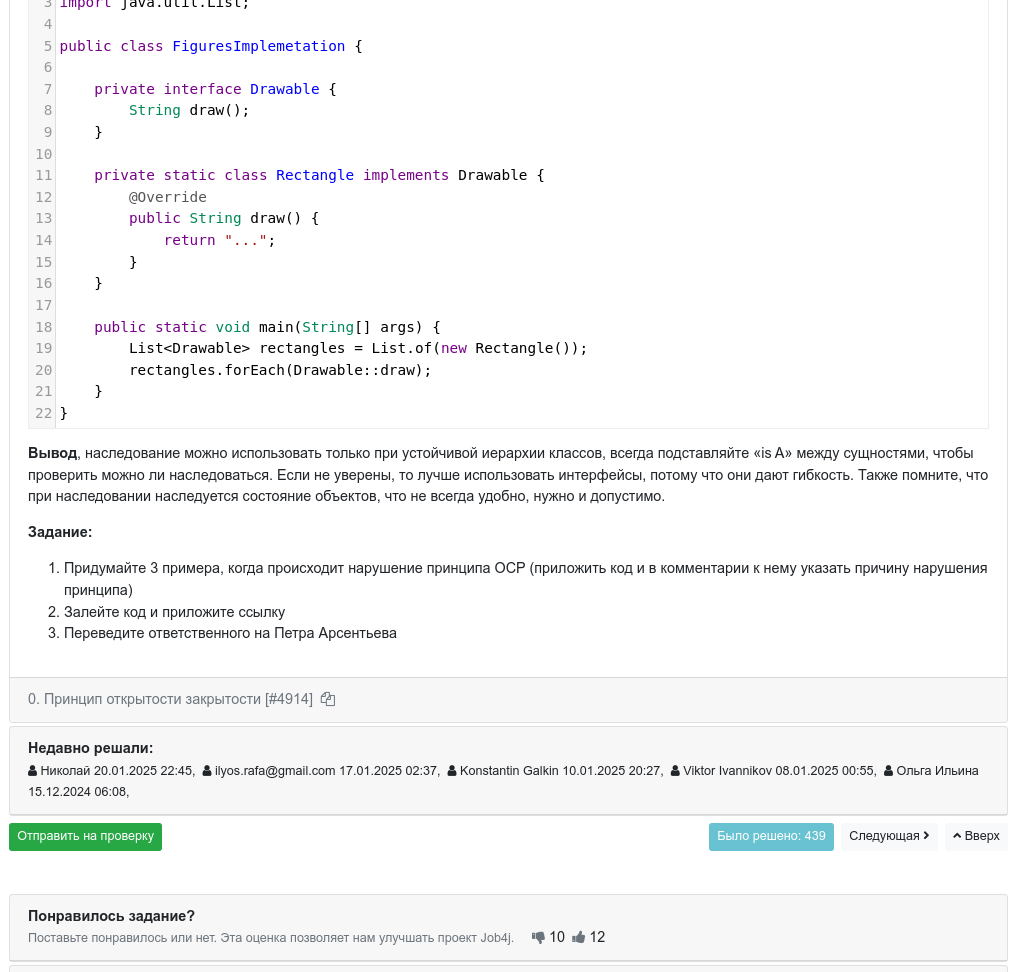 3 import java.util.List;
4
5 public class FiguresImplemetation {
6
7     private interface Drawable {
8         String draw();
9     }
10
11     private static class Rectangle implements Drawable {
12         @Override
13         public String draw() {
14             return "...";
15         }
16     }
17
18     public static void main(String[] args) {
19         List<Drawable> rectangles = List.of(new Rectangle());
20         rectangles.forEach(Drawable::draw);
21     }
22 }
Вывод, наследование можно использовать только при устойчивой иерархии классов, всегда подставляйте «is A» между сущностями, чтобы
проверить можно ли наследоваться. Если не уверены, то лучше использовать интерфейсы, потому что они дают гибкость. Также помните, что
при наследовании наследуется состояние объектов, что не всегда удобно, нужно и допустимо.
Задание:
1. Придумайте 3 примера, когда происходит нарушение принципа OCP (приложить код и в комментарии к нему указать причину нарушения
принципа)
2. Залейте код и приложите ссылку
3. Переведите ответственного на Петра Арсентьева
0. Принцип открытости закрытости [#4914]
Недавно решали:
Николай 20.01.2025 22:45, ilyos.rafa@gmail.com 17.01.2025 02:37, Konstantin Galkin 10.01.2025 20:27, Viktor Ivannikov 08.01.2025 00:55, Ольга Ильина
15.12.2024 06:08,
Отправить на проверку Было решено: 439 Следующая Вверх
Понравилось задание?
Поставьте понравилось или нет. Эта оценка позволяет нам улучшать проект Job4j. 10 12